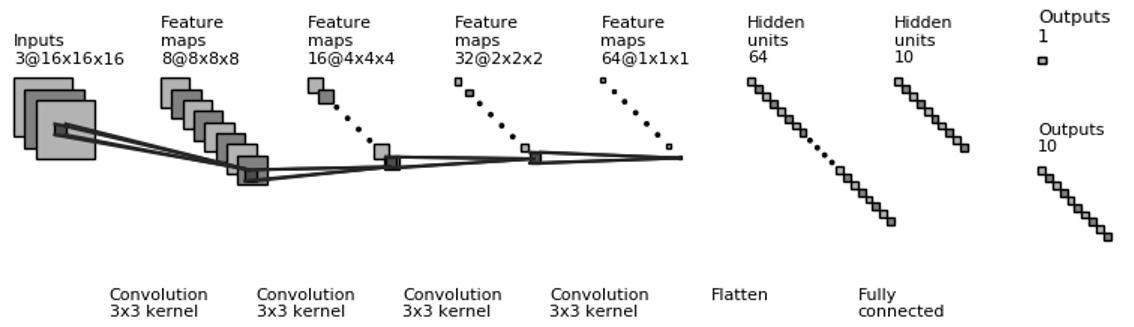 Inputs
3@16x16x16
Feature
maps
8@8x8x8
Feature
maps
16@4x4x4
Feature
maps
32@2x2x2
Feature
maps
64@1x1x1
Hidden
units
64
Hidden
units
10
Outputs
1
Outputs
10
Convolution
3x3 kernel
Convolution
3x3 kernel
Convolution
3x3 kernel
Convolution
3x3 kernel
Flatten
Fully
connected